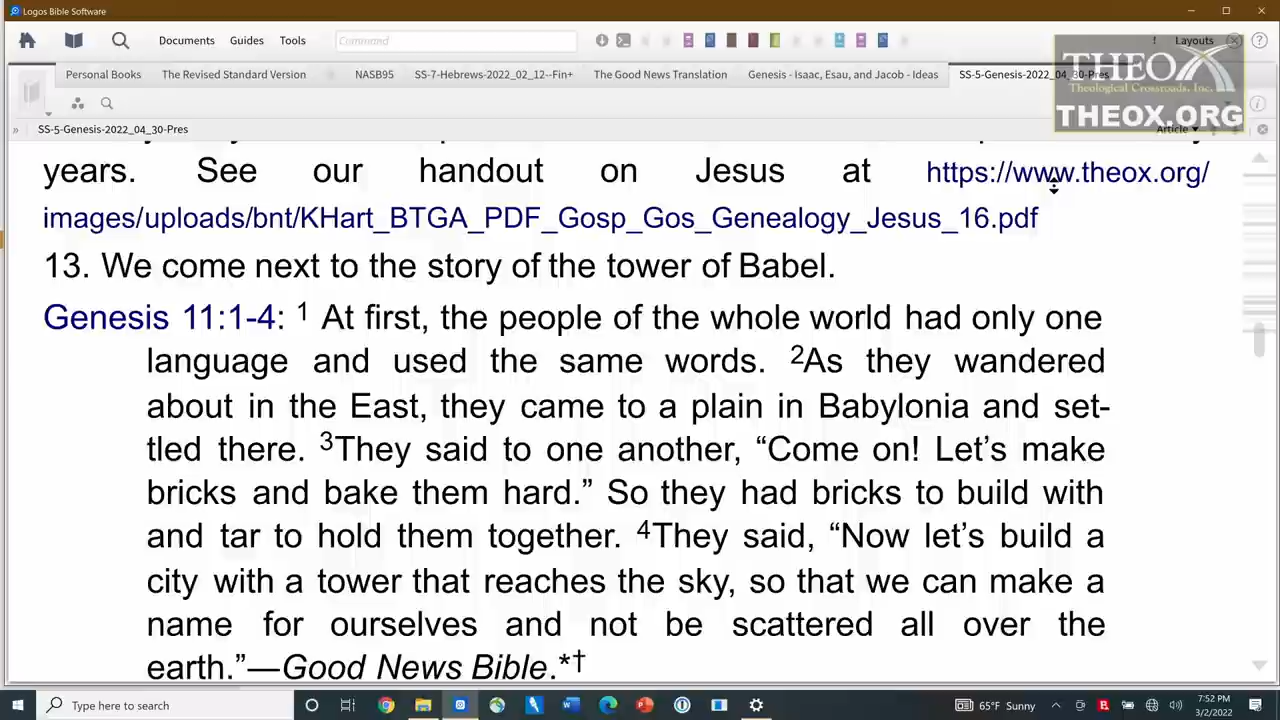 Logos Bible Software
Documents Guides Tools Command Layouts
THEOX
Theological Crossroads, Inc.
THEOX.ORG
Personal Books The Revised Standard Version NASB95 SS-7-Hebrews-2022_02_12--Fin+ The Good News Translation Genesis - Isaac, Esau, and Jacob - Ideas SS-5-Genesis-2022_04_30-Pres
SS-5-Genesis-2022_04_30-Pres Article
years. See our handout on Jesus at https://www.theox.org/
images/uploads/bnt/KHart_BTGA_PDF_Gosp_Gos_Genealogy_Jesus_16.pdf
13. We come next to the story of the tower of Babel.
Genesis 11:1-4: 1 At first, the people of the whole world had only one
language and used the same words. 2As they wandered
about in the East, they came to a plain in Babylonia and set-
tled there. 3They said to one another, “Come on! Let’s make
bricks and bake them hard.” So they had bricks to build with
and tar to hold them together. 4They said, “Now let’s build a
city with a tower that reaches the sky, so that we can make a
name for ourselves and not be scattered all over the
earth.”—Good News Bible.*†
Type here to search
65°F Sunny
7:52 PM
3/2/2022